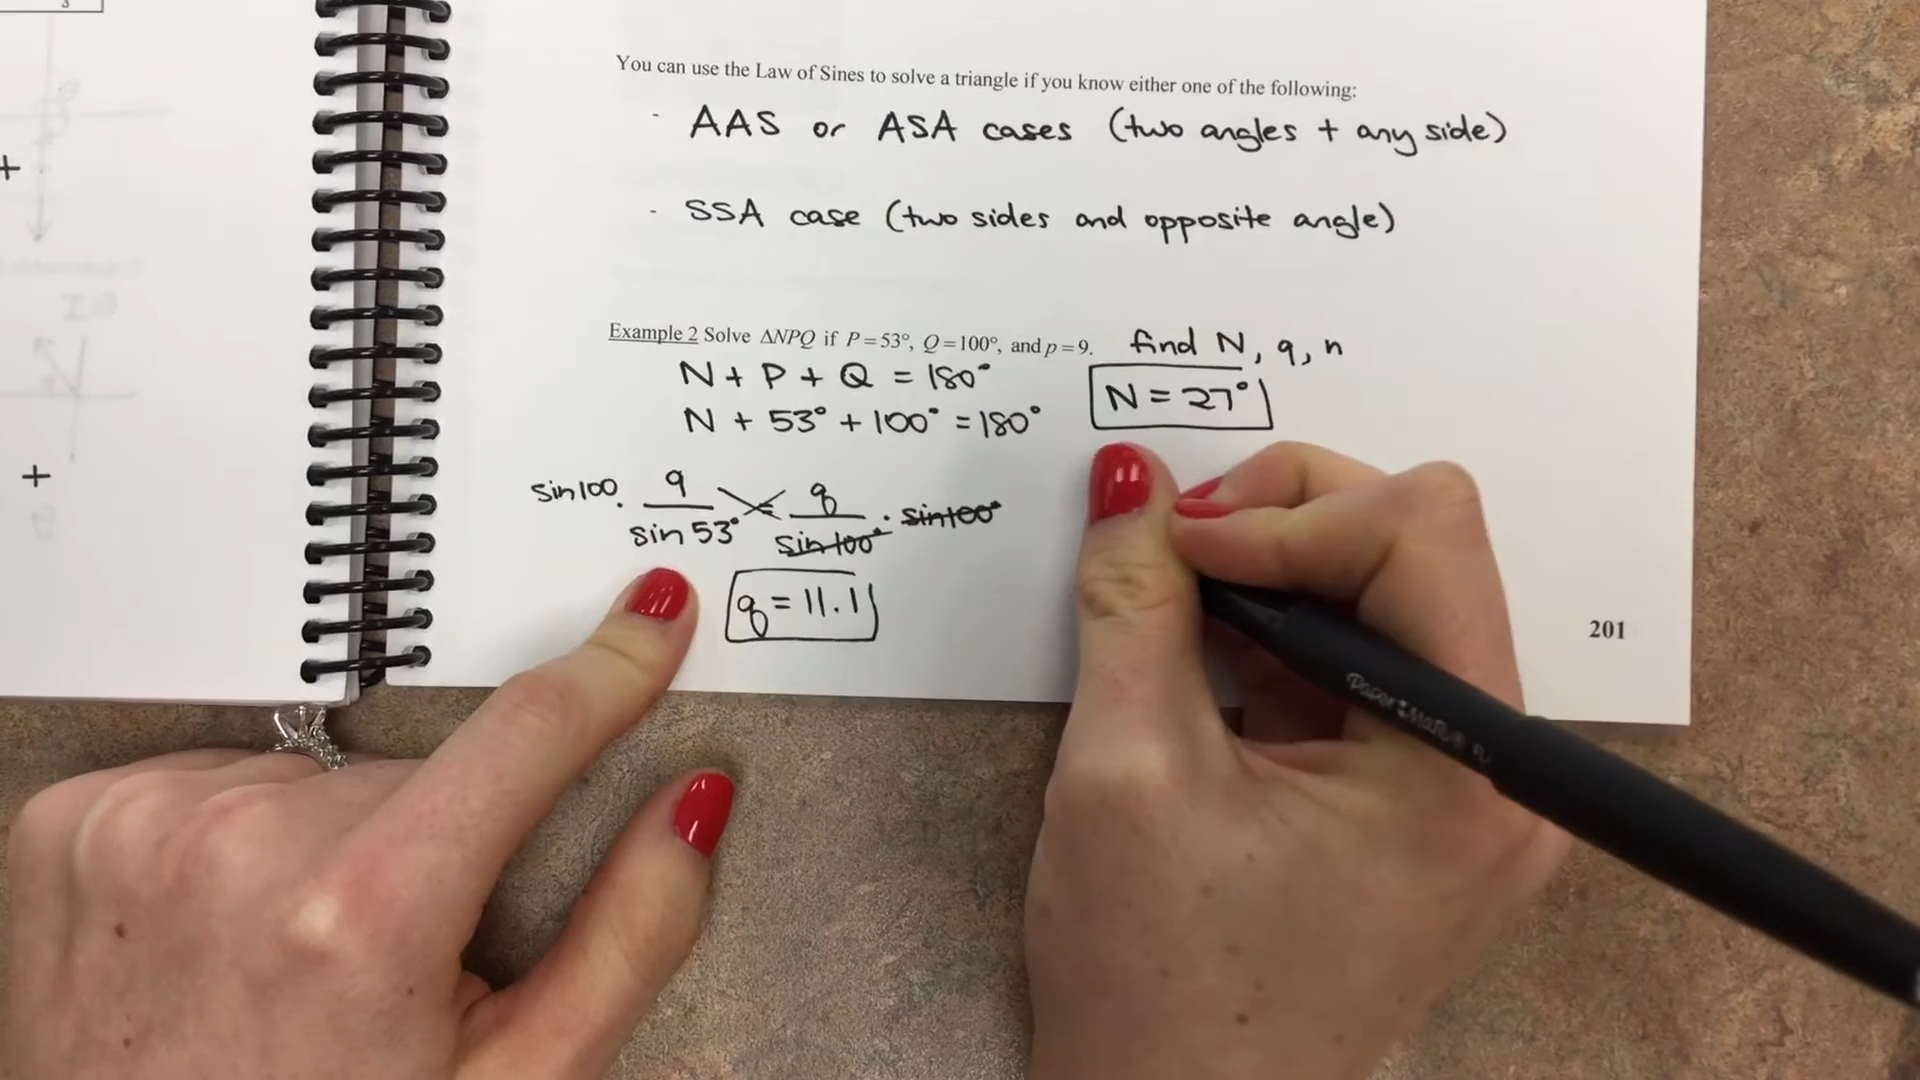 You can use the Law of Sines to solve a triangle if you know either one of the following:
- AAS or ASA cases (two angles + any side)
- SSA case (two sides and opposite angle)
Example 2 Solve ΔNPQ if P=53°, Q=100°, and p=9. find N, q, n
N + P + Q = 180°
N = 27°
N + 53° + 100° = 180°
sin100 · 9 / sin 53° = q / sin 100° · sin100°
q = 11.1
201
Paper:Mate
+
+
3